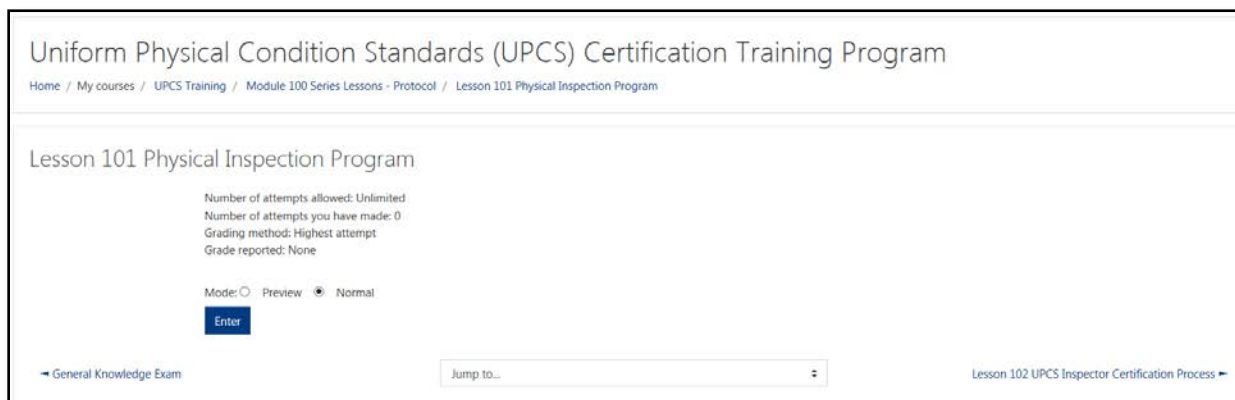 Uniform Physical Condition Standards (UPCS) Certification Training Program
Home / My courses / UPCS Training / Module 100 Series Lessons - Protocol / Lesson 101 Physical Inspection Program
Lesson 101 Physical Inspection Program
Number of attempts allowed: Unlimited
Number of attempts you have made: 0
Grading method: Highest attempt
Grade reported: None
Mode: Preview Normal
Enter
◄ General Knowledge Exam
Jump to...
Lesson 102 UPCS Inspector Certification Process ►